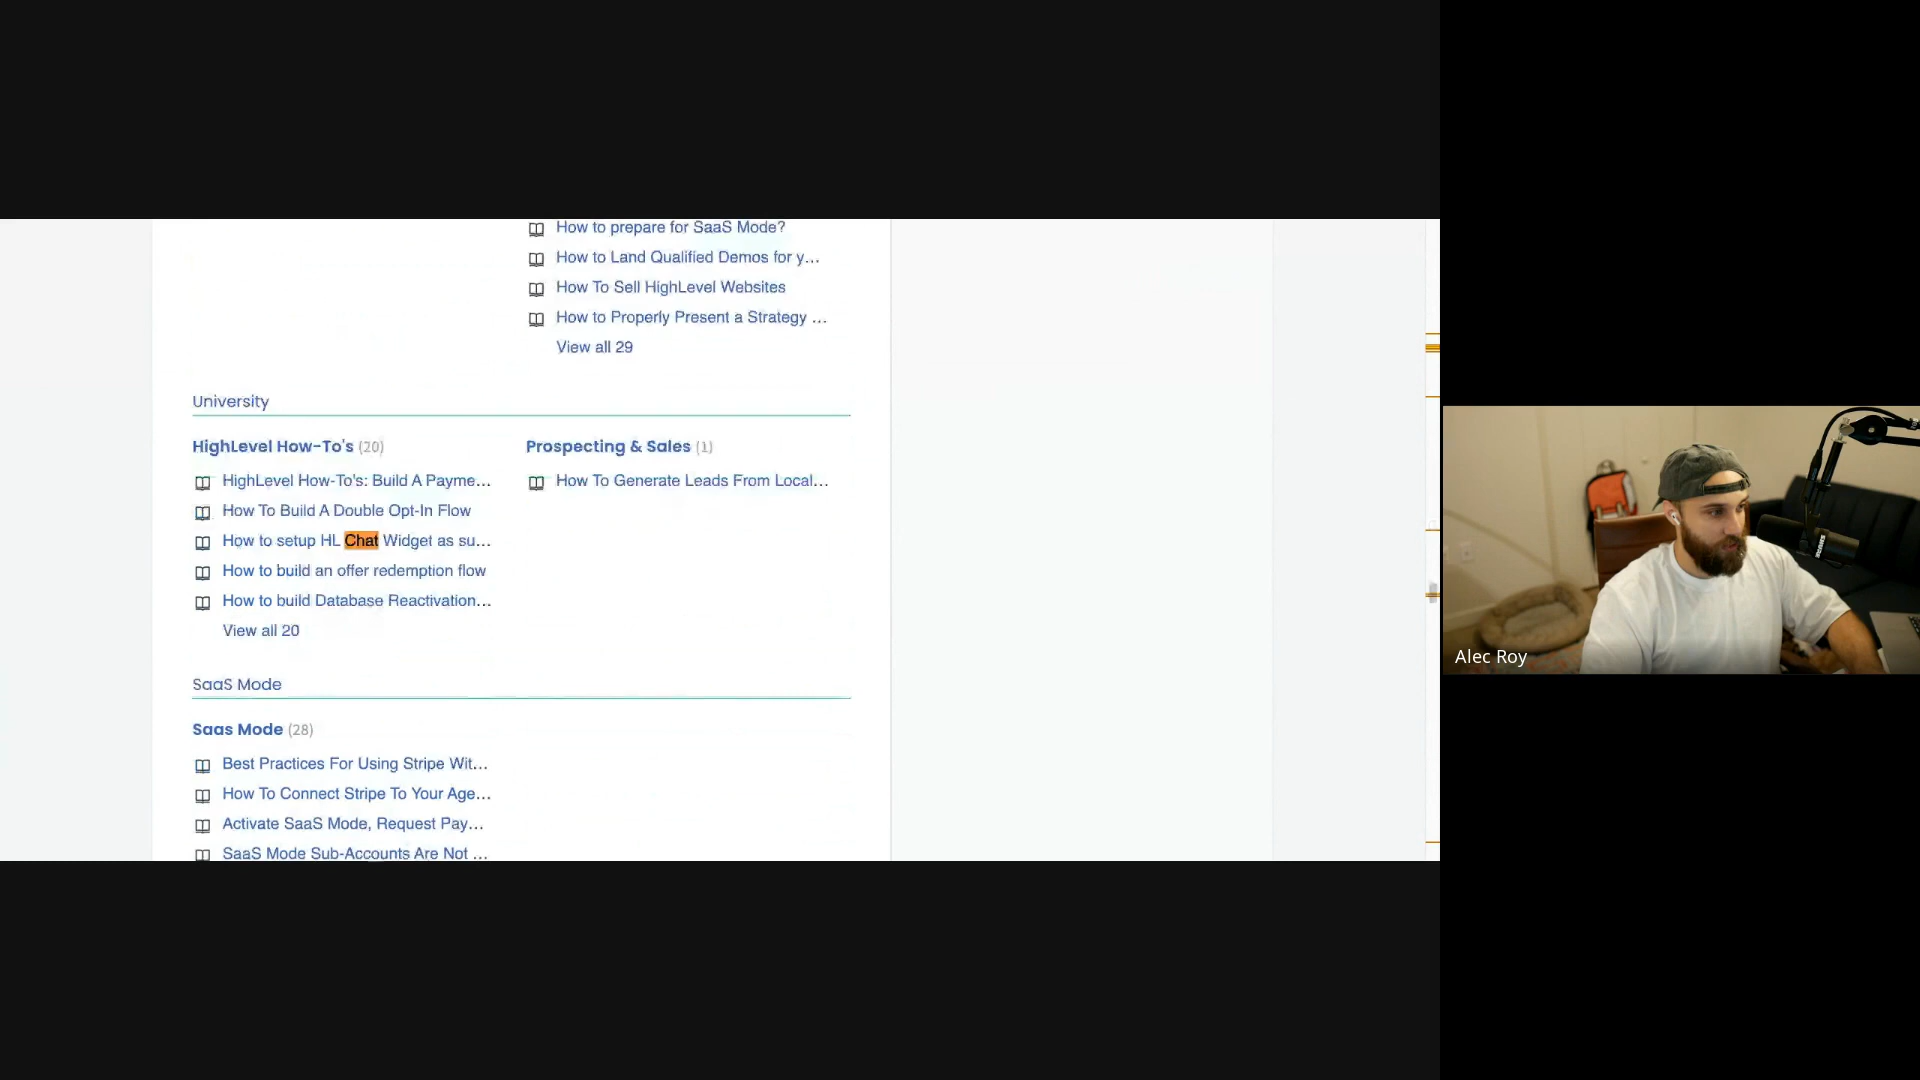 How to prepare for SaaS Mode?
How to Land Qualified Demos for y...
How To Sell HighLevel Websites
How to Properly Present a Strategy ...
View all 29
University
HighLevel How-To's (20)
HighLevel How-To's: Build A Payme...
How To Build A Double Opt-In Flow
How to setup HL Chat Widget as su...
How to build an offer redemption flow
How to build Database Reactivation...
View all 20
Prospecting & Sales (1)
How To Generate Leads From Local...
SaaS Mode
Saas Mode (28)
Best Practices For Using Stripe Wit...
How To Connect Stripe To Your Age...
Activate SaaS Mode, Request Pay...
SaaS Mode Sub-Accounts Are Not ...
Alec Roy
SHURE